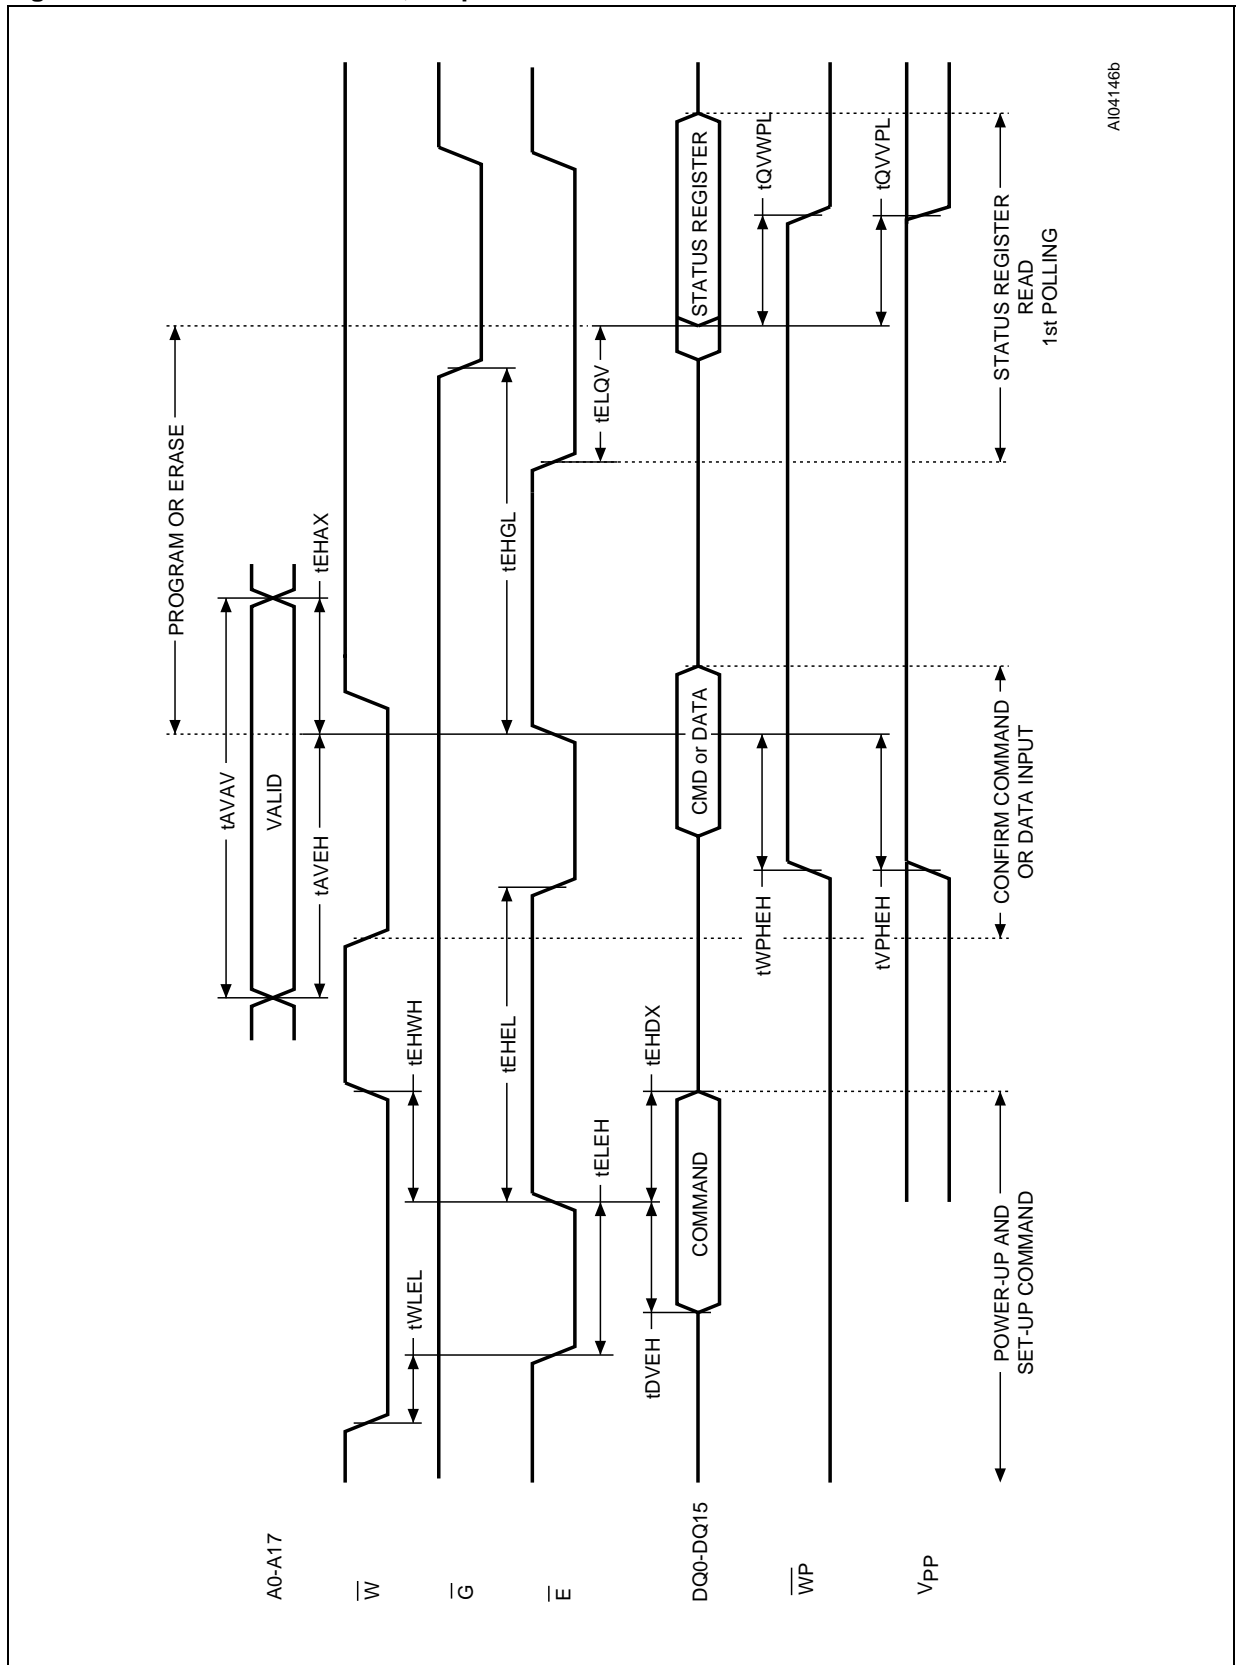 PROGRAM OR ERASE
tAVAV
A0-A17
VALID
tAVEH
tEHAX
W
tWLEL
tEHWH
G
tEHEL
tEHGL
E
tELEH
tELQV
tDVEH
tEHDX
DQ0-DQ15
COMMAND
CMD or DATA
STATUS REGISTER
tWPHEH
tQVWPL
WP
tVPHEH
tQVVPL
VPP
POWER-UP AND
SET-UP COMMAND
CONFIRM COMMAND
OR DATA INPUT
STATUS REGISTER
READ
1st POLLING
AI04146b